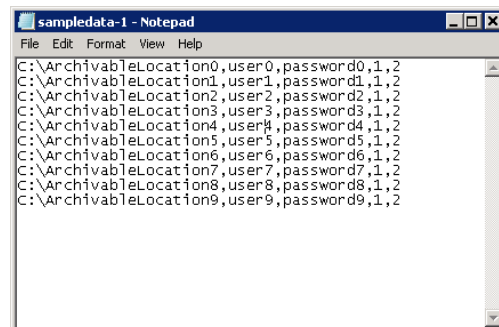 sampledata-1 - Notepad
File Edit Format View Help
C:\ArchivableLocation0,user0,password0,1,2
C:\ArchivableLocation1,user1,password1,1,2
C:\ArchivableLocation2,user2,password2,1,2
C:\ArchivableLocation3,user3,password3,1,2
C:\ArchivableLocation4,user4,password4,1,2
C:\ArchivableLocation5,user5,password5,1,2
C:\ArchivableLocation6,user6,password6,1,2
C:\ArchivableLocation7,user7,password7,1,2
C:\ArchivableLocation8,user8,password8,1,2
C:\ArchivableLocation9,user9,password9,1,2